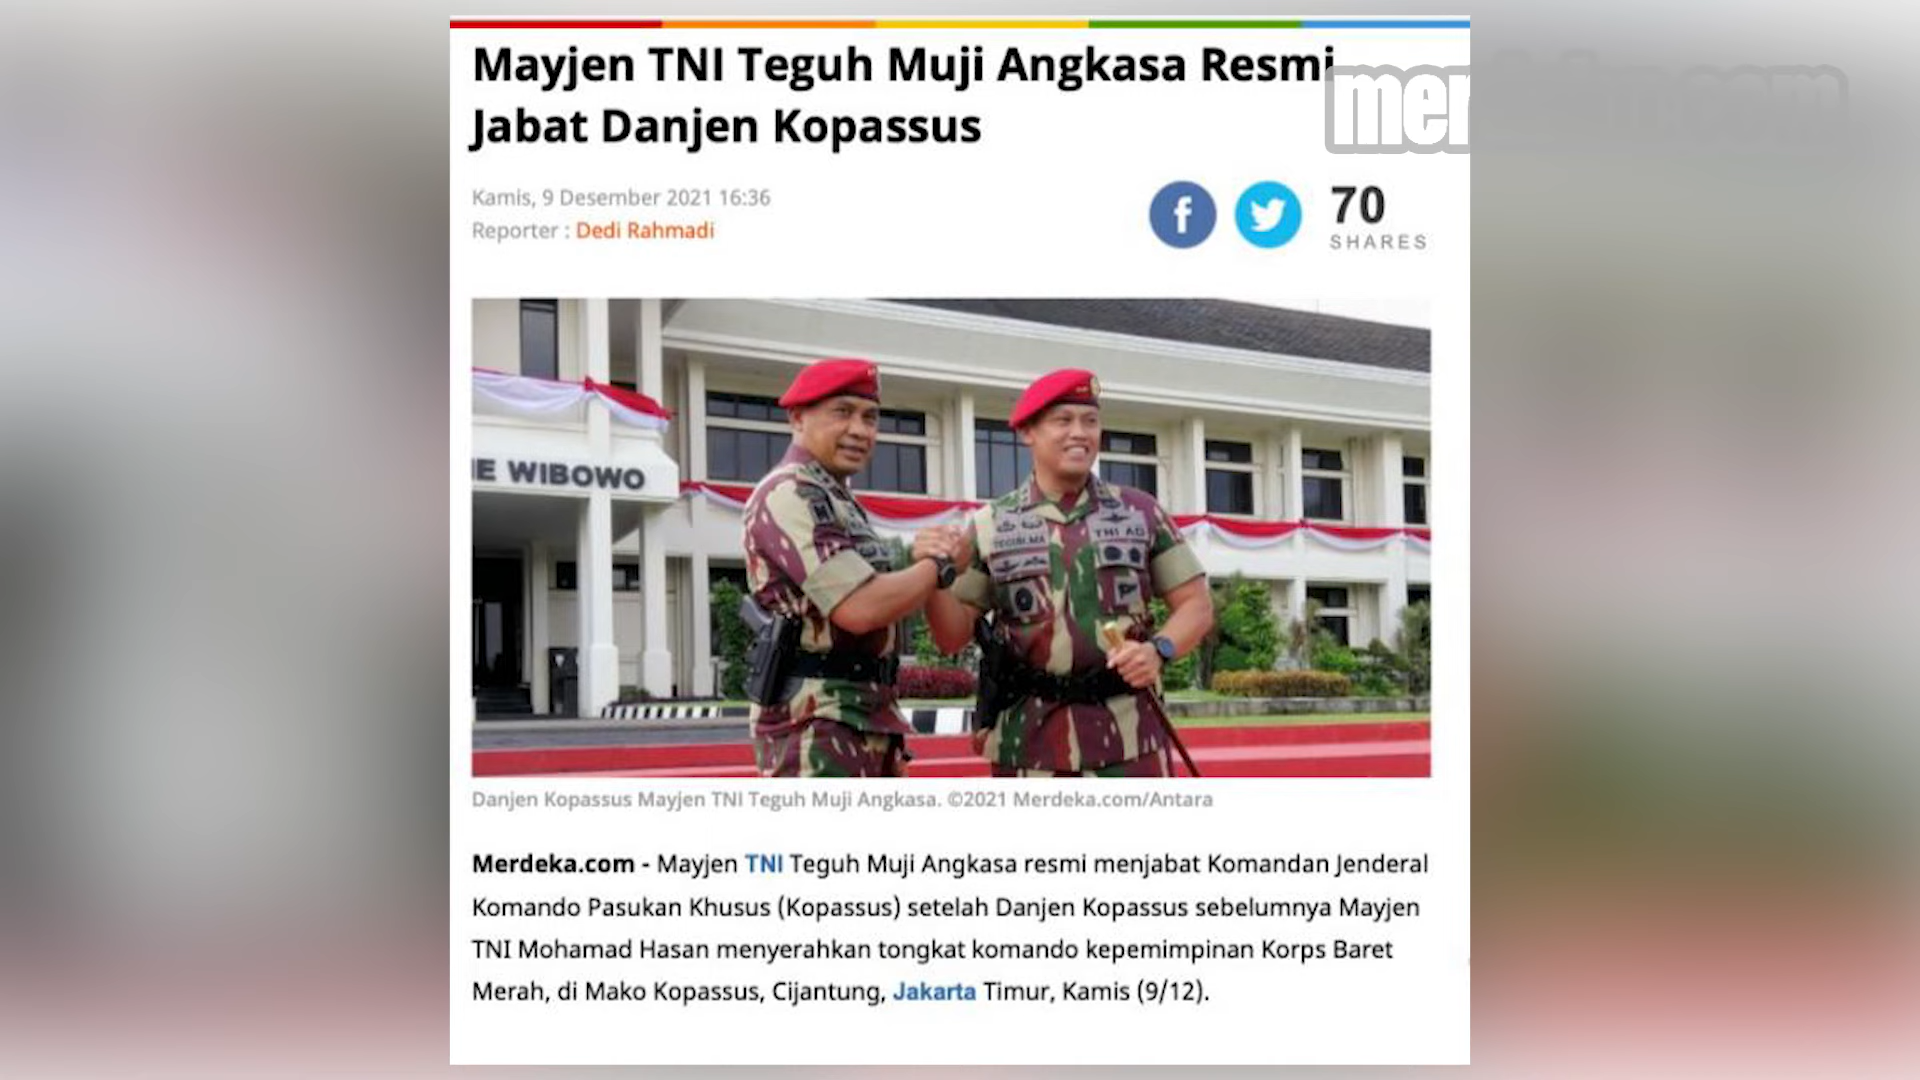 Mayjen TNI Teguh Muji Angkasa Resmi
Jabat Danjen Kopassus
Kamis, 9 Desember 2021 16:36
Reporter : Dedi Rahmadi
70
SHARES
E WIBOWO
TEGUH.MA
TNI AD
Danjen Kopassus Mayjen TNI Teguh Muji Angkasa. ©2021 Merdeka.com/Antara
Merdeka.com - Mayjen TNI Teguh Muji Angkasa resmi menjabat Komandan Jenderal
Komando Pasukan Khusus (Kopassus) setelah Danjen Kopassus sebelumnya Mayjen
TNI Mohamad Hasan menyerahkan tongkat komando kepemimpinan Korps Baret
Merah, di Mako Kopassus, Cijantung, Jakarta Timur, Kamis (9/12).